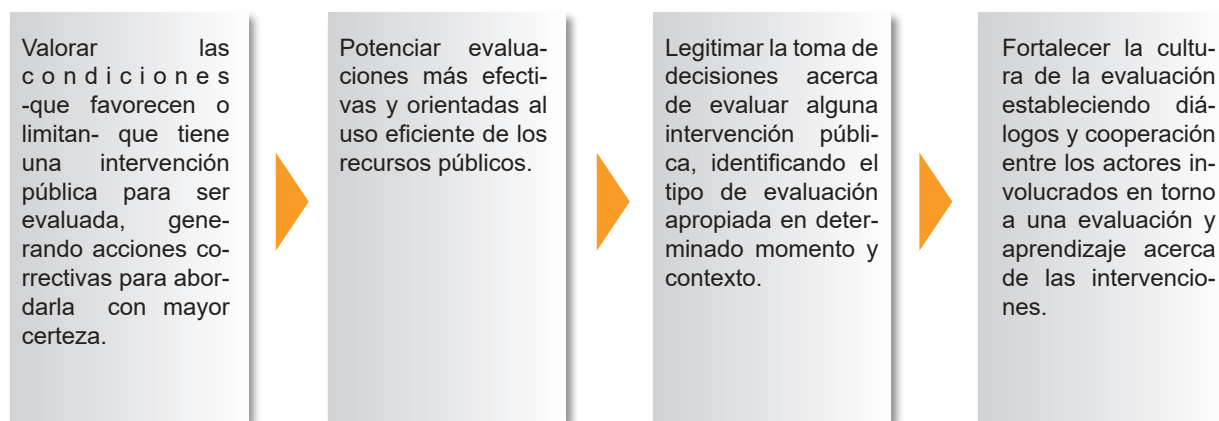 Valorar las
condiciones
-que favorecen o
limitan- que tiene
una intervención
pública para ser
evaluada, gene-
rando acciones co-
rrectivas para abor-
darla con mayor
certeza.
Potenciar evalua-
ciones más efecti-
vas y orientadas al
uso eficiente de los
recursos públicos.
Legitimar la toma de
decisiones acerca
de evaluar alguna
intervención públi-
ca, identificando el
tipo de evaluación
apropiada en deter-
minado momento y
contexto.
Fortalecer la cultu-
ra de la evaluación
estableciendo diá-
logos y cooperación
entre los actores in-
volucrados en torno
a una evaluación y
aprendizaje acerca
de las intervencio-
nes.